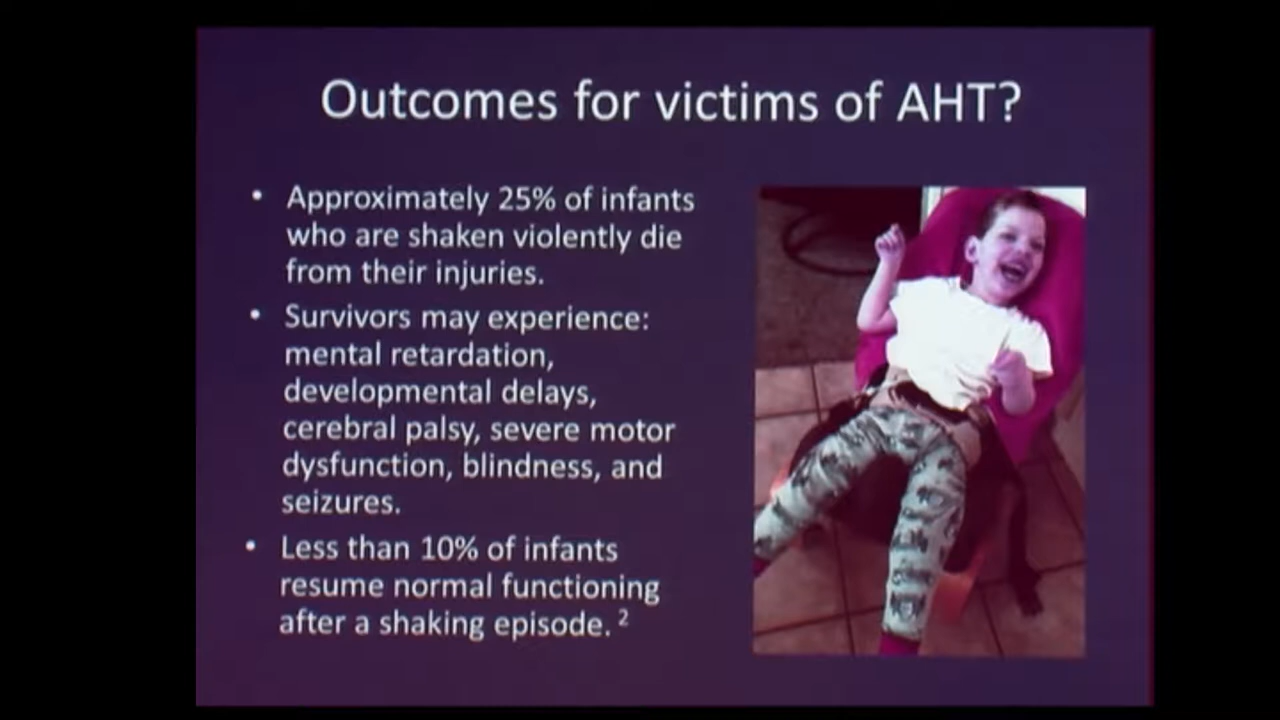 Outcomes for victims of AHT?
• Approximately 25% of infants
who are shaken violently die
from their injuries.
• Survivors may experience:
mental retardation,
developmental delays,
cerebral palsy, severe motor
dysfunction, blindness, and
seizures.
• Less than 10% of infants
resume normal functioning
after a shaking episode. 2